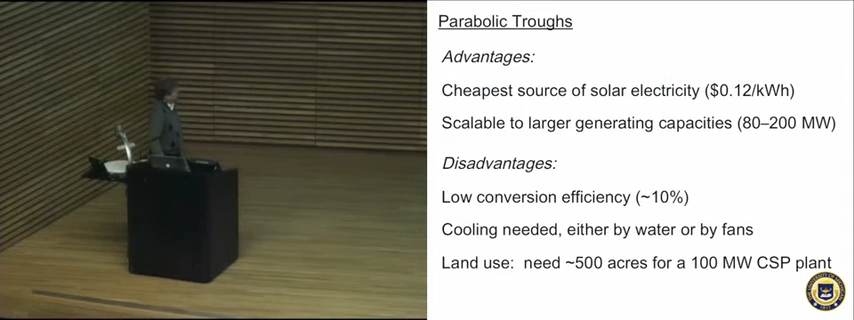 Parabolic Troughs
Advantages:
Cheapest source of solar electricity ($0.12/kWh)
Scalable to larger generating capacities (80–200 MW)
Disadvantages:
Low conversion efficiency (~10%)
Cooling needed, either by water or by fans
Land use:  need ~500 acres for a 100 MW CSP plant